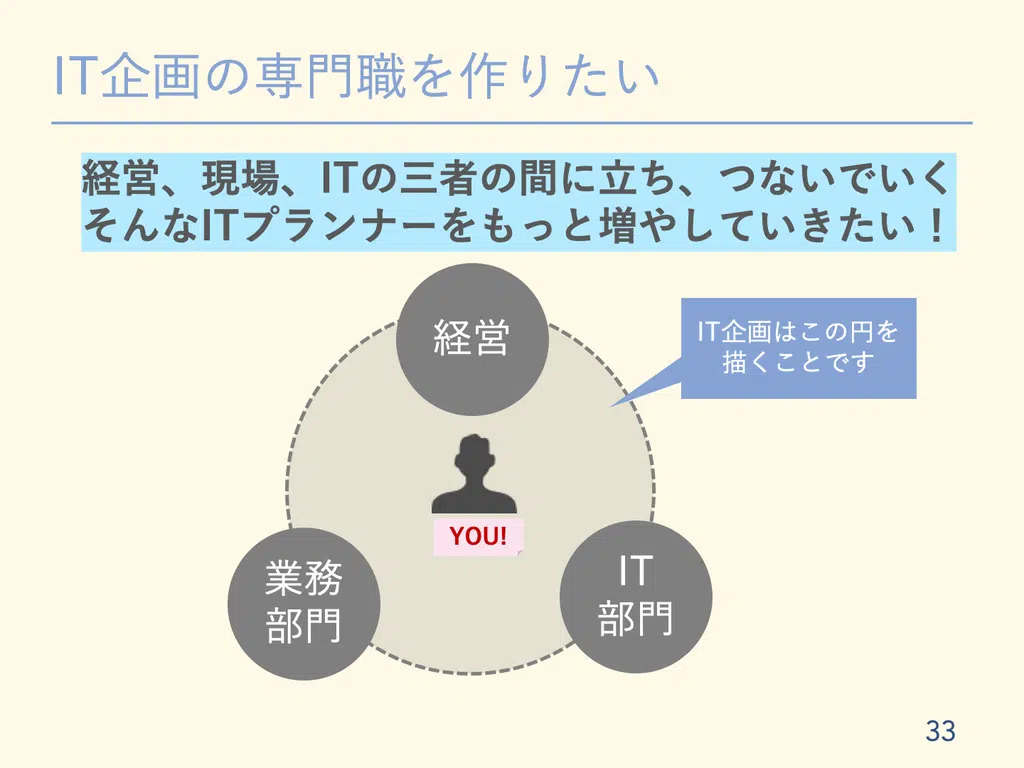 IT企画の専門職を作りたい
経営、現場、ITの三者の間に立ち、つないでいく
そんなITプランナーをもっと増やしていきたい！
経営
IT企画はこの円を
描くことです
YOU!
業務
部門
IT
部門
33